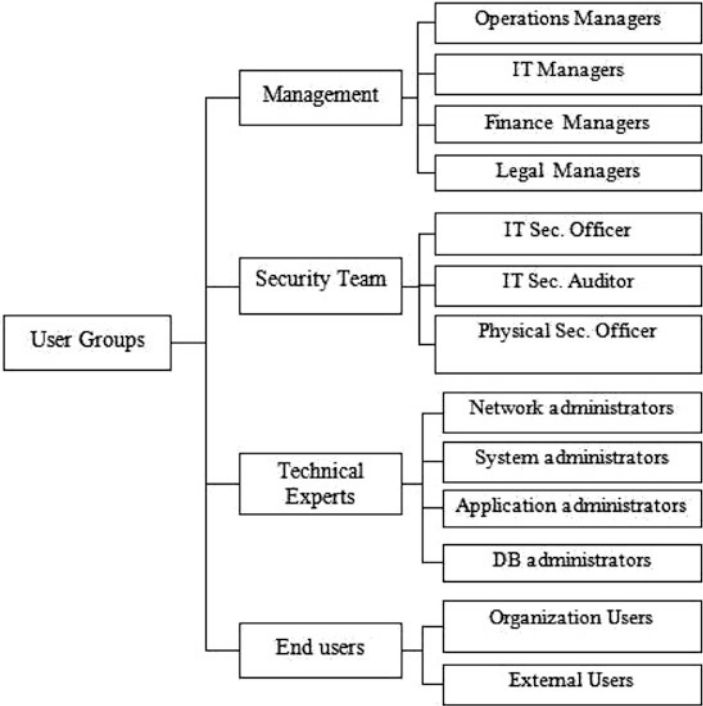 User Groups
Management
Operations Managers
IT Managers
Finance Managers
Legal Managers
Security Team
IT Sec. Officer
IT Sec. Auditor
Physical Sec. Officer
Technical
Experts
Network administrators
System administrators
Application administrators
DB administrators
End users
Organization Users
External Users